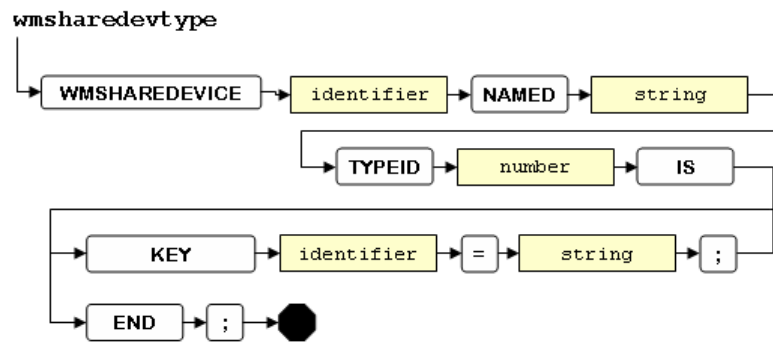 wmsharedevtype
WMSHAREDEVICE identifier NAMED string
TYPEID number IS
KEY identifier = string ;
END ;